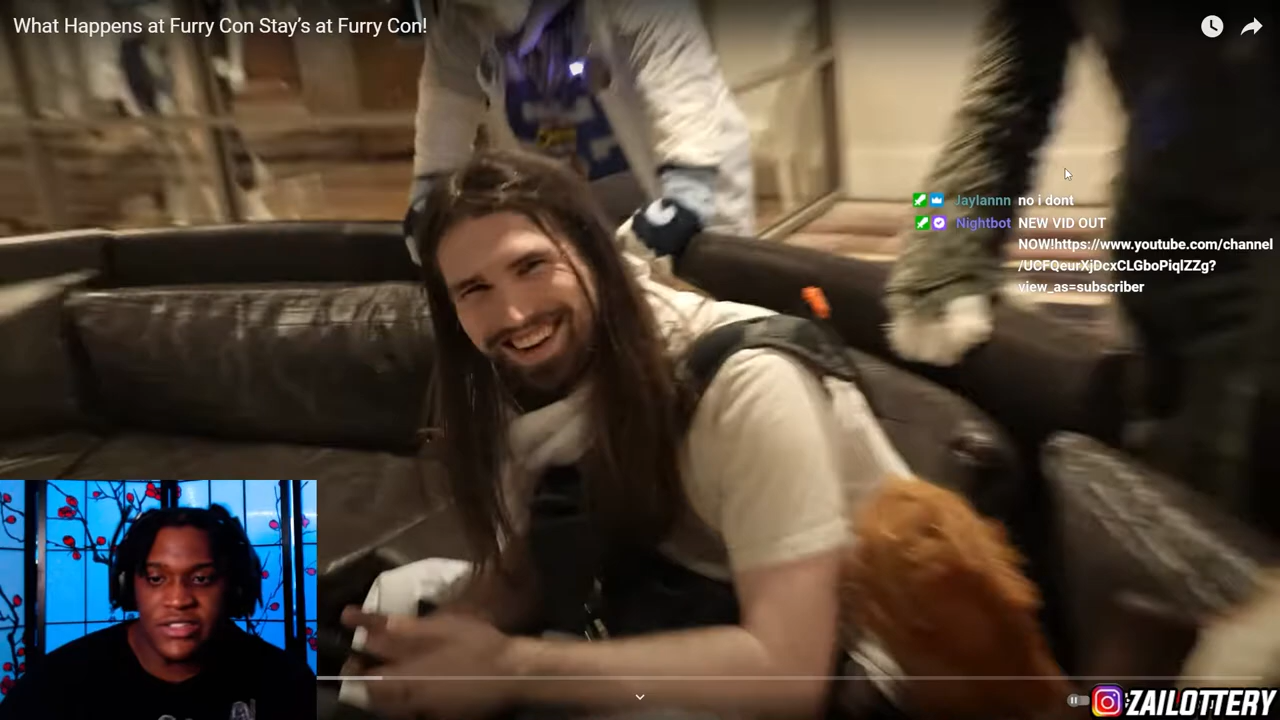 What Happens at Furry Con Stay's at Furry Con!
Jaylannn no i dont
Nightbot NEW VID OUT
NOW!https://www.youtube.com/channel
/UCFQeurXjDcxCLGboPiqlZZg?
view_as=subscriber
ZAILOTTERY